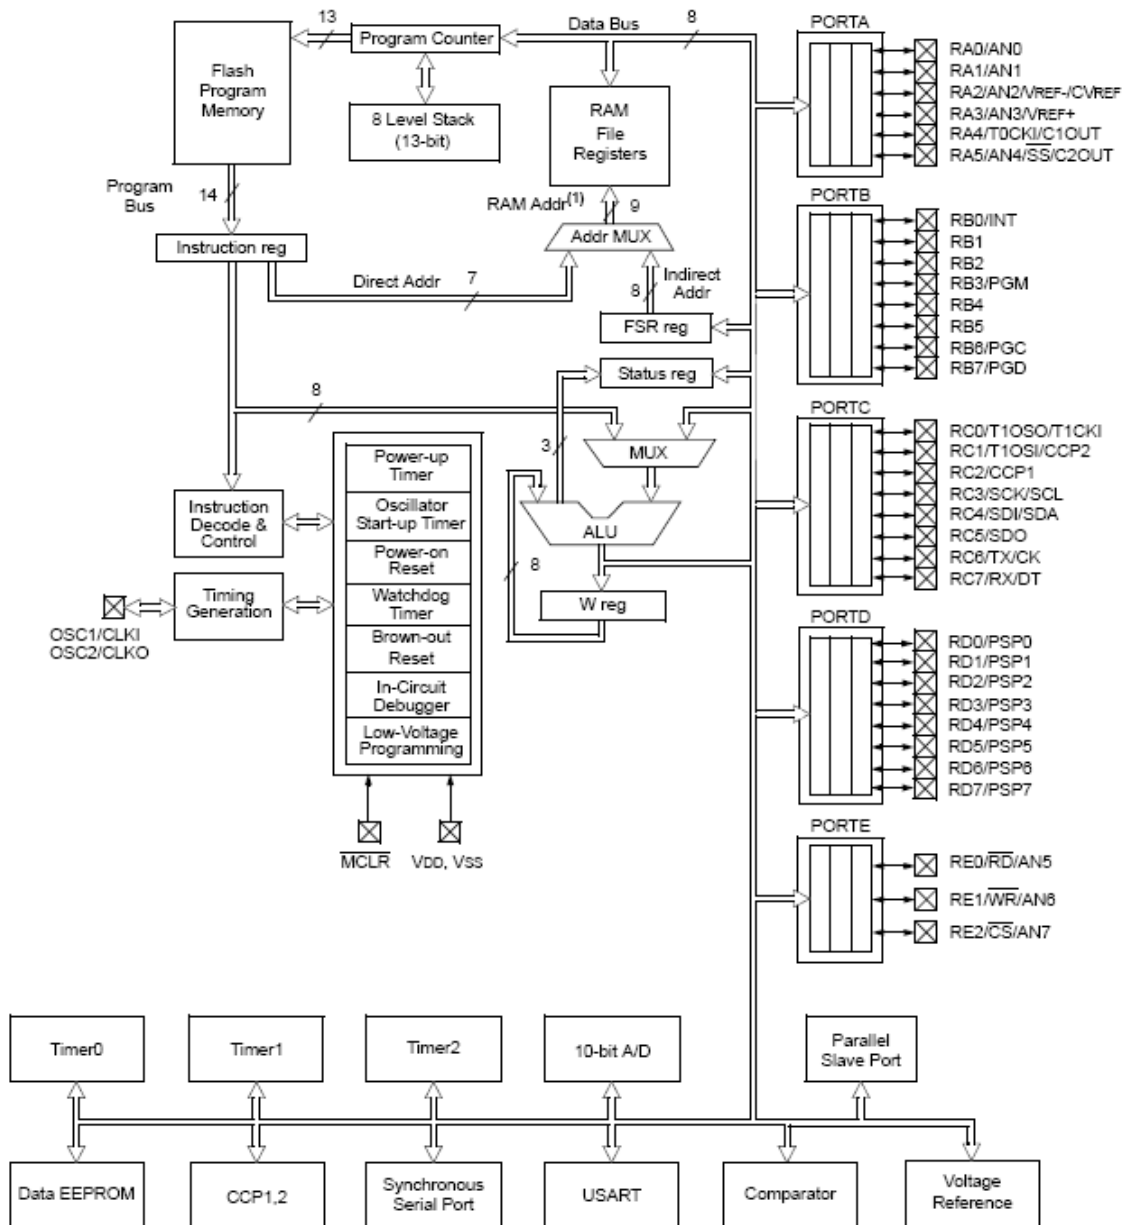 13
Data Bus
8
PORTA
Program Counter
Flash
Program
Memory
8 Level Stack
(13-bit)
RAM
File
Registers
RA0/AN0
RA1/AN1
RA2/AN2/VREF-/CVREF
RA3/AN3/VREF+
RA4/T0CKI/C1OUT
RA5/AN4/SS/C2OUT
Program
Bus
14
RAM Addr(1)
9
PORTB
Instruction reg
Addr MUX
RB0/INT
RB1
RB2
RB3/PGM
RB4
RB5
RB6/PGC
RB7/PGD
Direct Addr
7
8
Indirect
Addr
FSR reg
Status reg
8
3
MUX
PORTC
RC0/T1OSO/T1CKI
RC1/T1OSI/CCP2
RC2/CCP1
RC3/SCK/SCL
RC4/SDI/SDA
RC5/SDO
RC6/TX/CK
RC7/RX/DT
Power-up
Timer
Instruction
Decode &
Control
Oscillator
Start-up Timer
ALU
Power-on
Reset
8
Timing
Generation
Watchdog
Timer
W reg
OSC1/CLKI
OSC2/CLKO
Brown-out
Reset
In-Circuit
Debugger
Low-Voltage
Programming
PORTD
RD0/PSP0
RD1/PSP1
RD2/PSP2
RD3/PSP3
RD4/PSP4
RD5/PSP5
RD6/PSP6
RD7/PSP7
MCLR
VDD, VSS
PORTE
RE0/RD/AN5
RE1/WR/AN6
RE2/CS/AN7
Timer0
Timer1
Timer2
10-bit A/D
Parallel
Slave Port
Data EEPROM
CCP1,2
Synchronous
Serial Port
USART
Comparator
Voltage
Reference